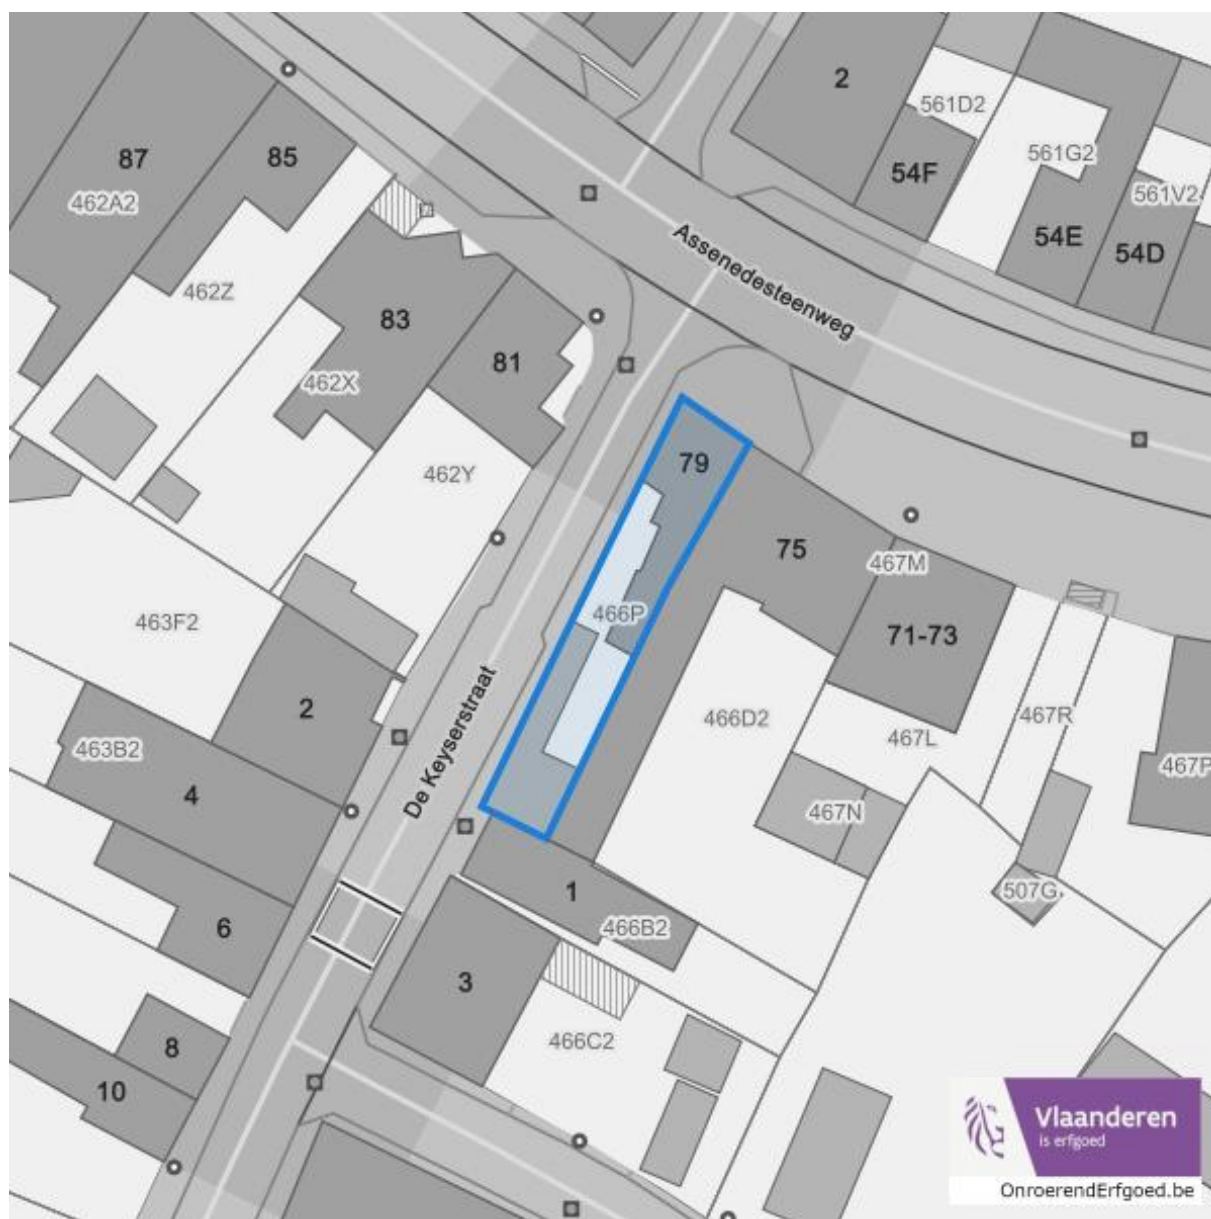 2
561D2
87
85
561G2
54F
462A2
561V2
54E
54D
Assenedesteenweg
462Z
83
81
462X
79
462Y
75
467M
466P
463F2
71-73
2
466D2
467R
De Keyserstraat
463B2
467L
467P
4
467N
1
507G
6
466B2
3
466C2
8
10
Vlaanderen
is erfgoed
OnroerendErfgoed.be